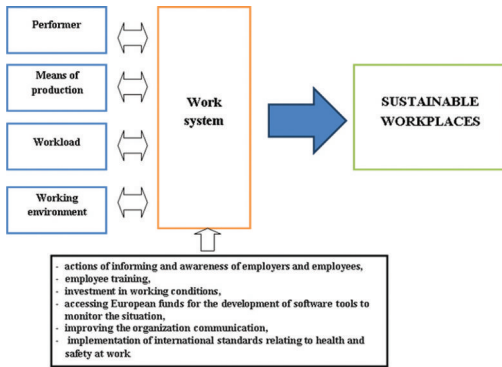 Performer
Means of
production
Workload
Working
environment
Work
system
SUSTAINABLE
WORKPLACES
- actions of informing and awareness of employers and employees,
- employee training,
- investment in working conditions,
- accessing European funds for the development of software tools to
monitor the situation,
- improving the organization communication,
- implementation of international standards relating to health and
safety at work